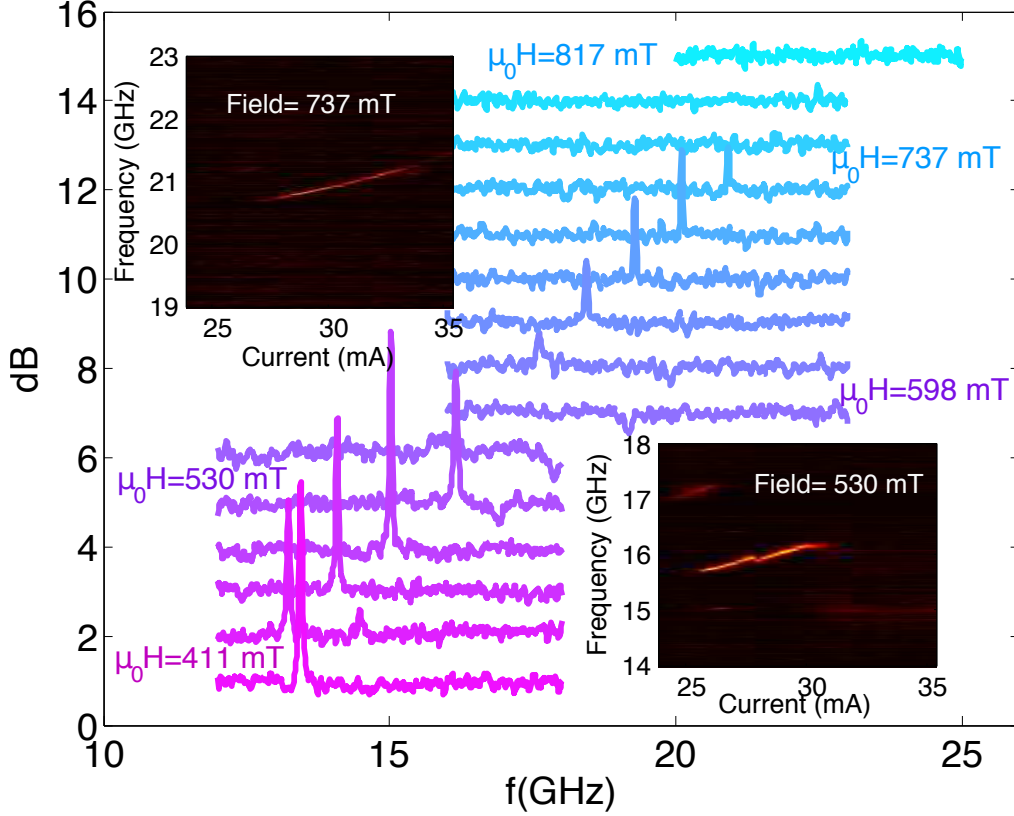 16
14
12
10
8
6
4
2
0
dB
10
15
20
25
f(GHz)
μ0H=817 mT
μ0H=737 mT
μ0H=598 mT
μ0H=530 mT
μ0H=411 mT
Field= 737 mT
23
22
21
20
19
Frequency (GHz)
25
30
35
Current (mA)
Field= 530 mT
18
17
16
15
14
Frequency (GHz)
25
30
35
Current (mA)